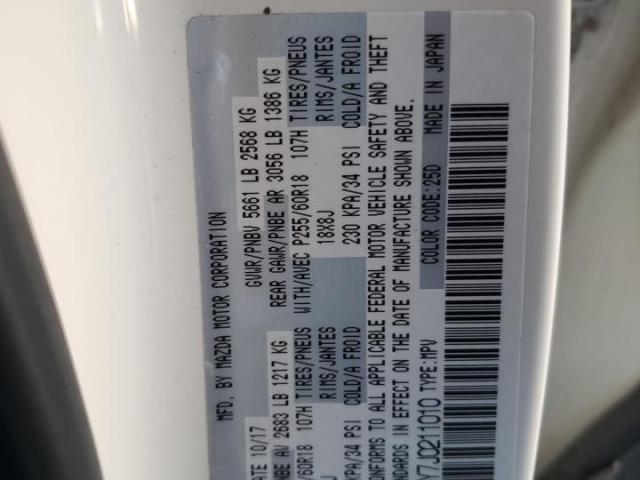 MFD. BY MAZDA MOTOR CORPORATION
DATE 10/17 GVWR/PNBV 5661 LB 2568 KG
PNBE AV 2683 LB 1217 KG REAR GAWR/PNBE AR 3056 LB 1386 KG
/60R18 107H TIRES/PNEUS WITH/AVEC P255/60R18 107H TIRES/PNEUS
J RIMS/JANTES 18X8J RIMS/JANTES
KPA/34 PSI COLD/A FROID 230 KPA/34 PSI COLD/A FROID
CONFORMS TO ALL APPLICABLE FEDERAL MOTOR VEHICLE SAFETY AND THEFT
STANDARDS IN EFFECT ON THE DATE OF MANUFACTURE SHOWN ABOVE.
COLOR CODE:25D MADE IN JAPAN
Y7J0211010 TYPE:MPV